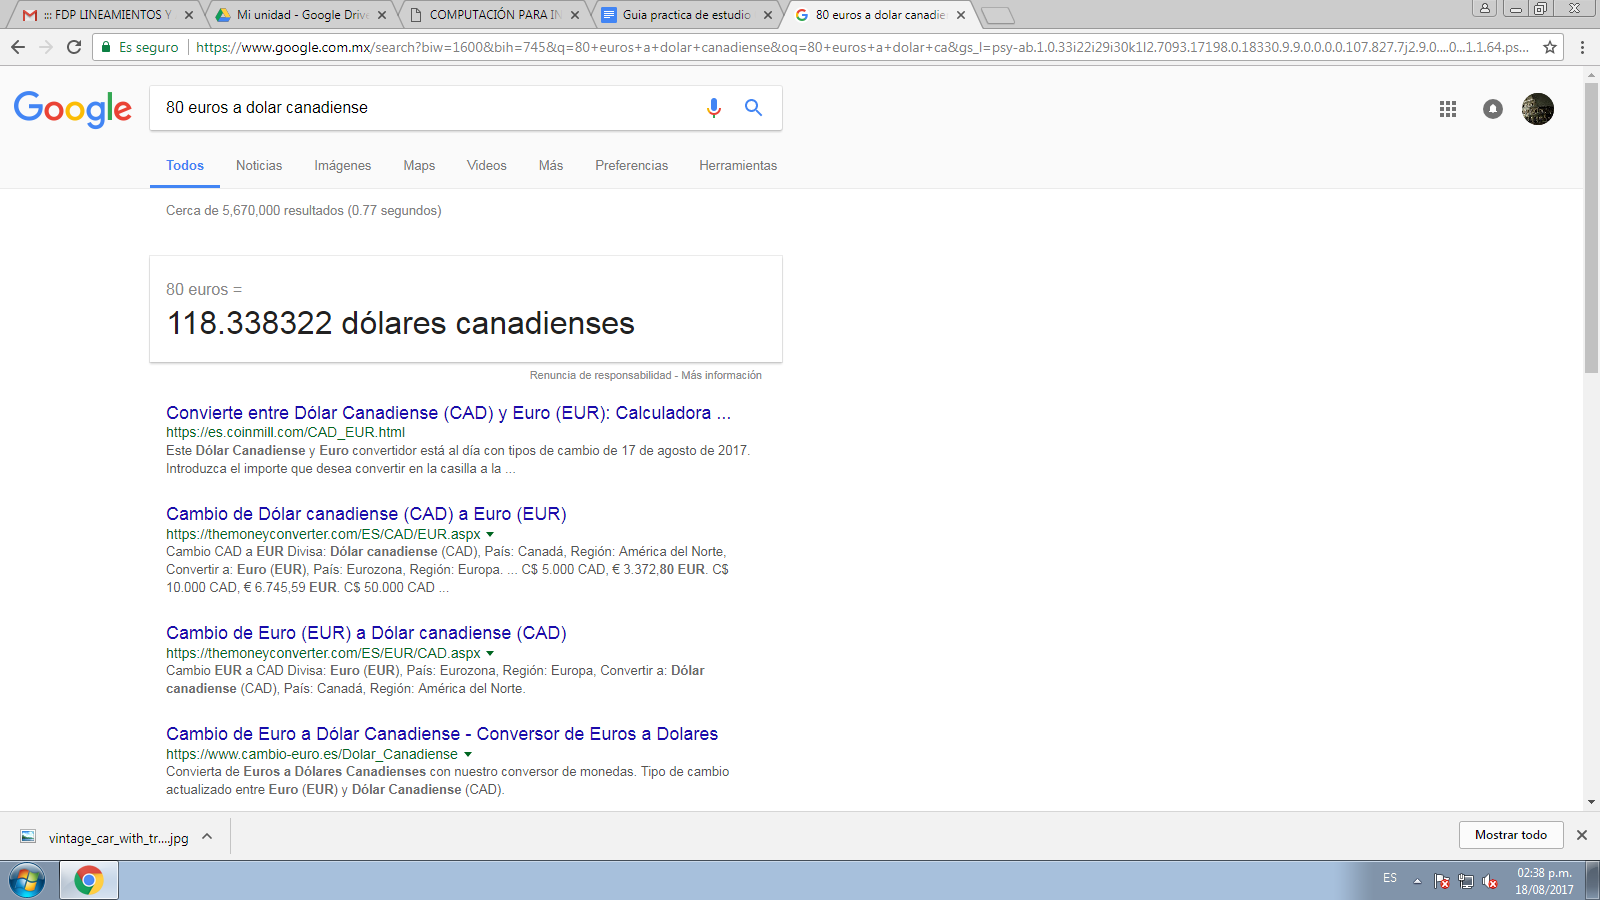 ::: FDP LINEAMIENTOS Y
Mi unidad - Google Drive
COMPUTACIÓN PARA IN
Guia practica de estudio
80 euros a dolar canadien
Es seguro
https://www.google.com.mx/search?biw=1600&bih=745&q=80+euros+a+dolar+canadiense&oq=80+euros+a+dolar+ca&gs_l=psy-ab.1.0.33i22i29i30k1l2.7093.17198.0.18330.9.9.0.0.0.0.107.827.7j2.9.0....0...1.1.64.ps...
Google
80 euros a dolar canadiense
Todos
Noticias
Imágenes
Maps
Videos
Más
Preferencias
Herramientas
Cerca de 5,670,000 resultados (0.77 segundos)
80 euros =
118.338322 dólares canadienses
Renuncia de responsabilidad - Más información
Convierte entre Dólar Canadiense (CAD) y Euro (EUR): Calculadora ...
https://es.coinmill.com/CAD_EUR.html
Este Dólar Canadiense y Euro convertidor está al día con tipos de cambio de 17 de agosto de 2017.
Introduzca el importe que desea convertir en la casilla a la ...
Cambio de Dólar canadiense (CAD) a Euro (EUR)
https://themoneyconverter.com/ES/CAD/EUR.aspx
Cambio CAD a EUR Divisa: Dólar canadiense (CAD), País: Canadá, Región: América del Norte,
Convertir a: Euro (EUR), País: Eurozona, Región: Europa. ... C$ 5.000 CAD, € 3.372,80 EUR. C$
10.000 CAD, € 6.745,59 EUR. C$ 50.000 CAD ...
Cambio de Euro (EUR) a Dólar canadiense (CAD)
https://themoneyconverter.com/ES/EUR/CAD.aspx
Cambio EUR a CAD Divisa: Euro (EUR), País: Eurozona, Región: Europa, Convertir a: Dólar
canadiense (CAD), País: Canadá, Región: América del Norte.
Cambio de Euro a Dólar Canadiense - Conversor de Euros a Dolares
https://www.cambio-euro.es/Dolar_Canadiense
Convierta de Euros a Dólares Canadienses con nuestro conversor de monedas. Tipo de cambio
actualizado entre Euro (EUR) y Dólar Canadiense (CAD).
vintage_car_with_tr....jpg
Mostrar todo
ES
02:38 p.m.
18/08/2017